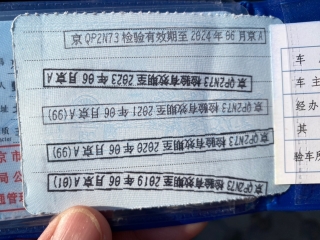 京QP2N73检验有效期至2024年06月京A
京QP2N73检验有效期至2023年06月京A
京QP2N73检验有效期至2021年06月京A(99)
京QP2N73检验有效期至2020年06月京A(99)
京QP2N73检验有效期至2019年06月京A(01)
车
车主
经办
其
验车所
京市
局公
通管理